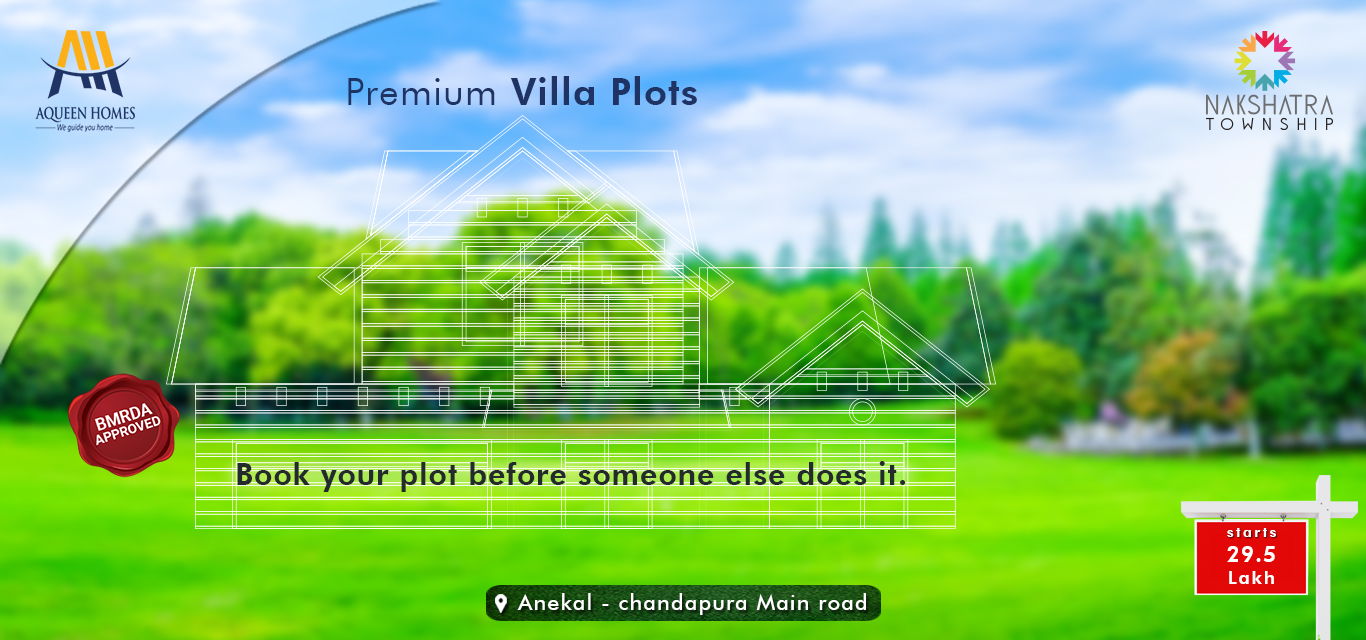 AQUEEN HOMES
We guide you home
Premium Villa Plots
NAKSHATRA
TOWNSHIP
BMRDA
APPROVED
Book your plot before someone else does it.
starts
29.5
Lakh
Anekal - chandapura Main road